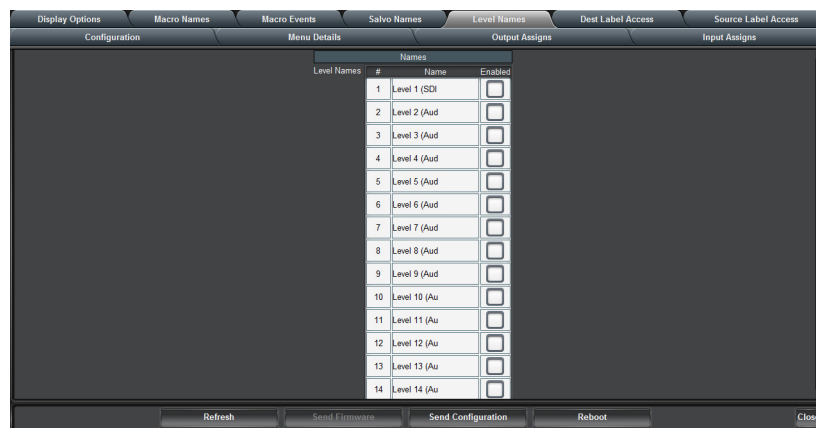 Display Options Macro Names Macro Events Salvo Names Level Names Dest Label Access Source Label Access
Configuration Menu Details Output Assigns Input Assigns
Names
Level Names # Name Enabled
1 Level 1 (SDI
2 Level 2 (Aud
3 Level 3 (Aud
4 Level 4 (Aud
5 Level 5 (Aud
6 Level 6 (Aud
7 Level 7 (Aud
8 Level 8 (Aud
9 Level 9 (Aud
10 Level 10 (Au
11 Level 11 (Au
12 Level 12 (Au
13 Level 13 (Au
14 Level 14 (Au
Refresh Send Firmware Send Configuration Reboot Close